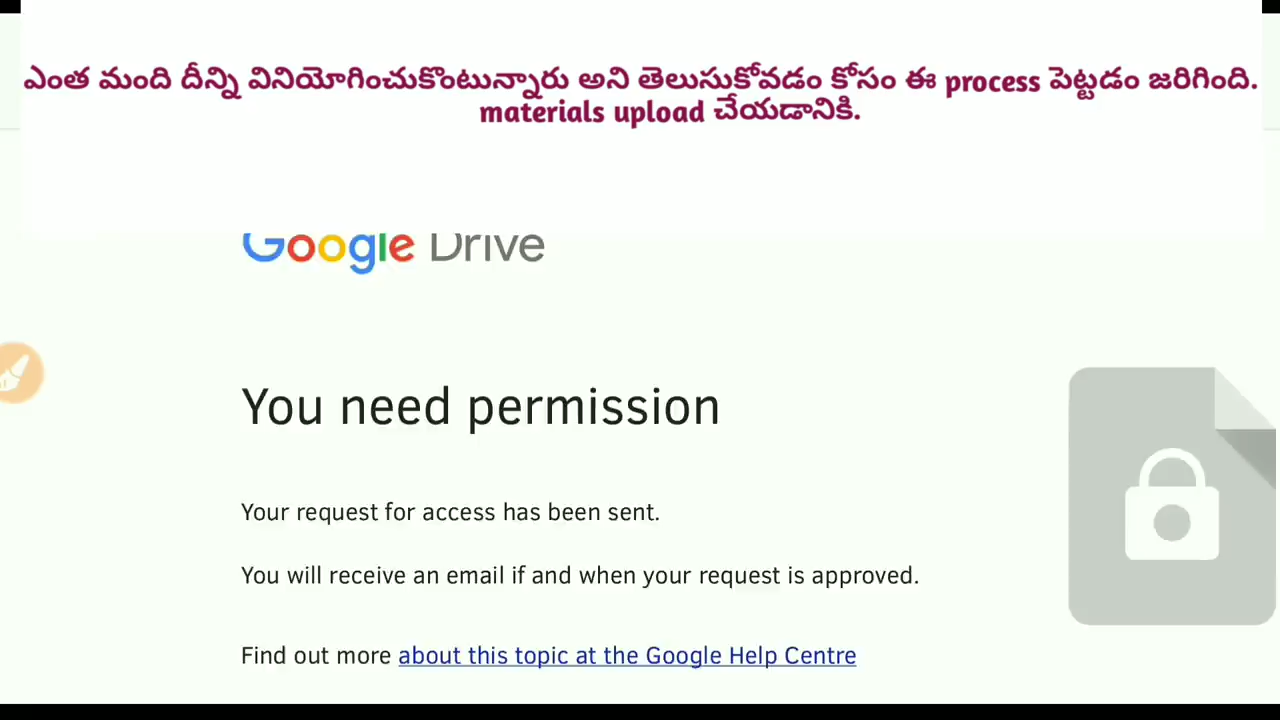 ఎంత మంది దీన్ని వినియోగించుకొంటున్నారు అని తెలుసుకోవడం కోసం ఈ process పెట్టడం జరిగింది.
materials upload చేయడానికి.
Google Drive
You need permission
Your request for access has been sent.
You will receive an email if and when your request is approved.
Find out more about this topic at the Google Help Centre